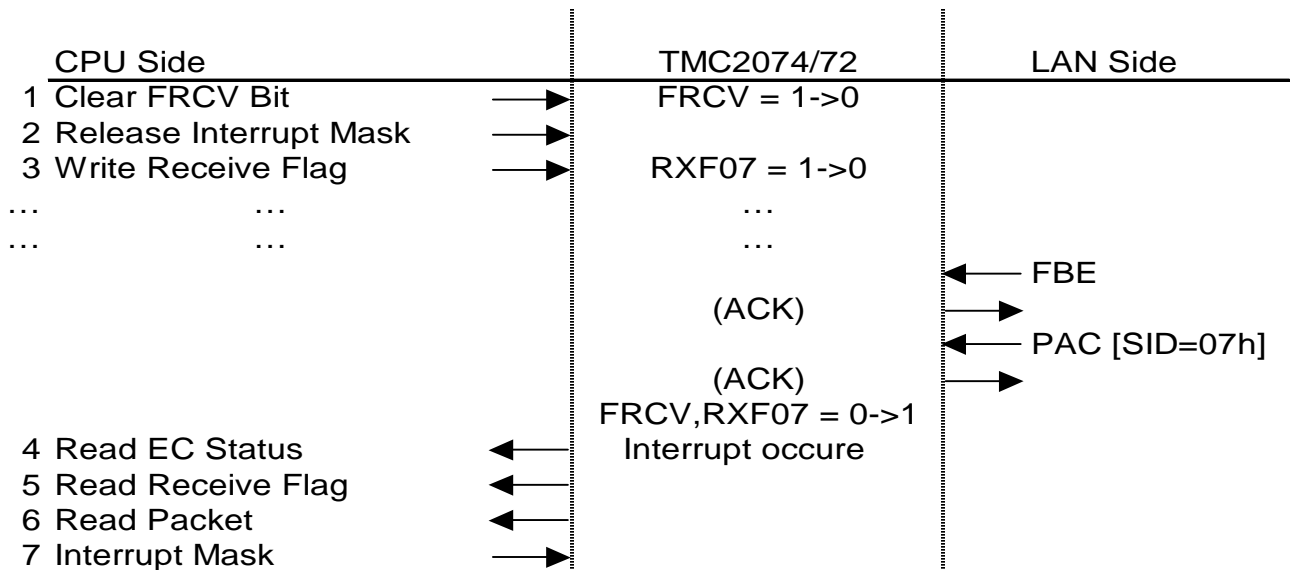 CPU Side TMC2074/72 LAN Side
1 Clear FRCV Bit FRCV = 1->0
2 Release Interrupt Mask
3 Write Receive Flag RXF07 = 1->0
... ... ...
... ... ...
FBE
(ACK)
PAC [SID=07h]
(ACK)
FRCV,RXF07 = 0->1
4 Read EC Status Interrupt occure
5 Read Receive Flag
6 Read Packet
7 Interrupt Mask